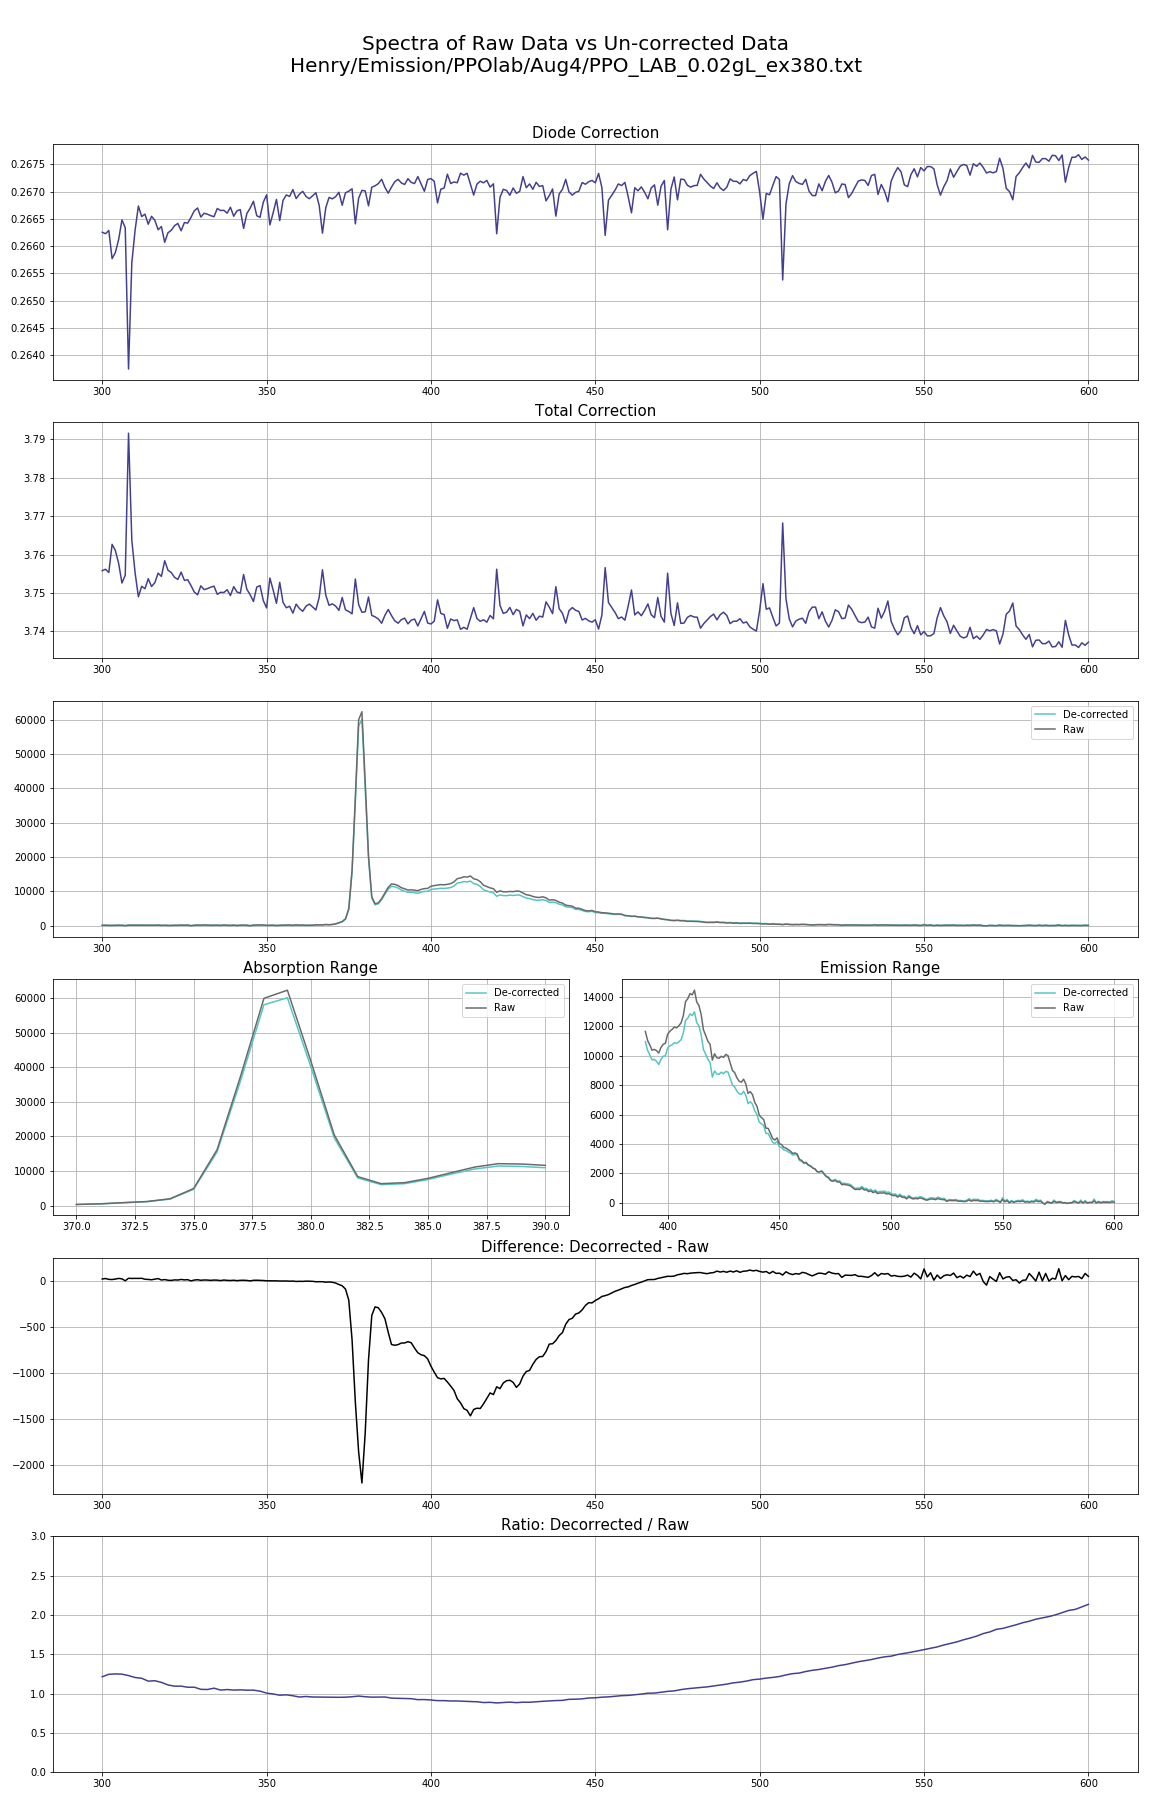 Spectra of Raw Data vs Un-corrected Data
Henry/Emission/PPOlab/Aug4/PPO_LAB_0.02gL_ex380.txt
Diode Correction
0.2675
0.2670
0.2665
0.2660
0.2655
0.2650
0.2645
0.2640
300 350 400 450 500 550 600
Total Correction
3.79
3.78
3.77
3.76
3.75
3.74
300 350 400 450 500 550 600
De-corrected
Raw
60000
50000
40000
30000
20000
10000
0
300 350 400 450 500 550 600
Absorption Range
De-corrected
Raw
60000
50000
40000
30000
20000
10000
0
370.0 372.5 375.0 377.5 380.0 382.5 385.0 387.5 390.0
Emission Range
De-corrected
Raw
14000
12000
10000
8000
6000
4000
2000
0
400 450 500 550 600
Difference: Decorrected - Raw
0
−500
−1000
−1500
−2000
300 350 400 450 500 550 600
Ratio: Decorrected / Raw
3.0
2.5
2.0
1.5
1.0
0.5
0.0
300 350 400 450 500 550 600